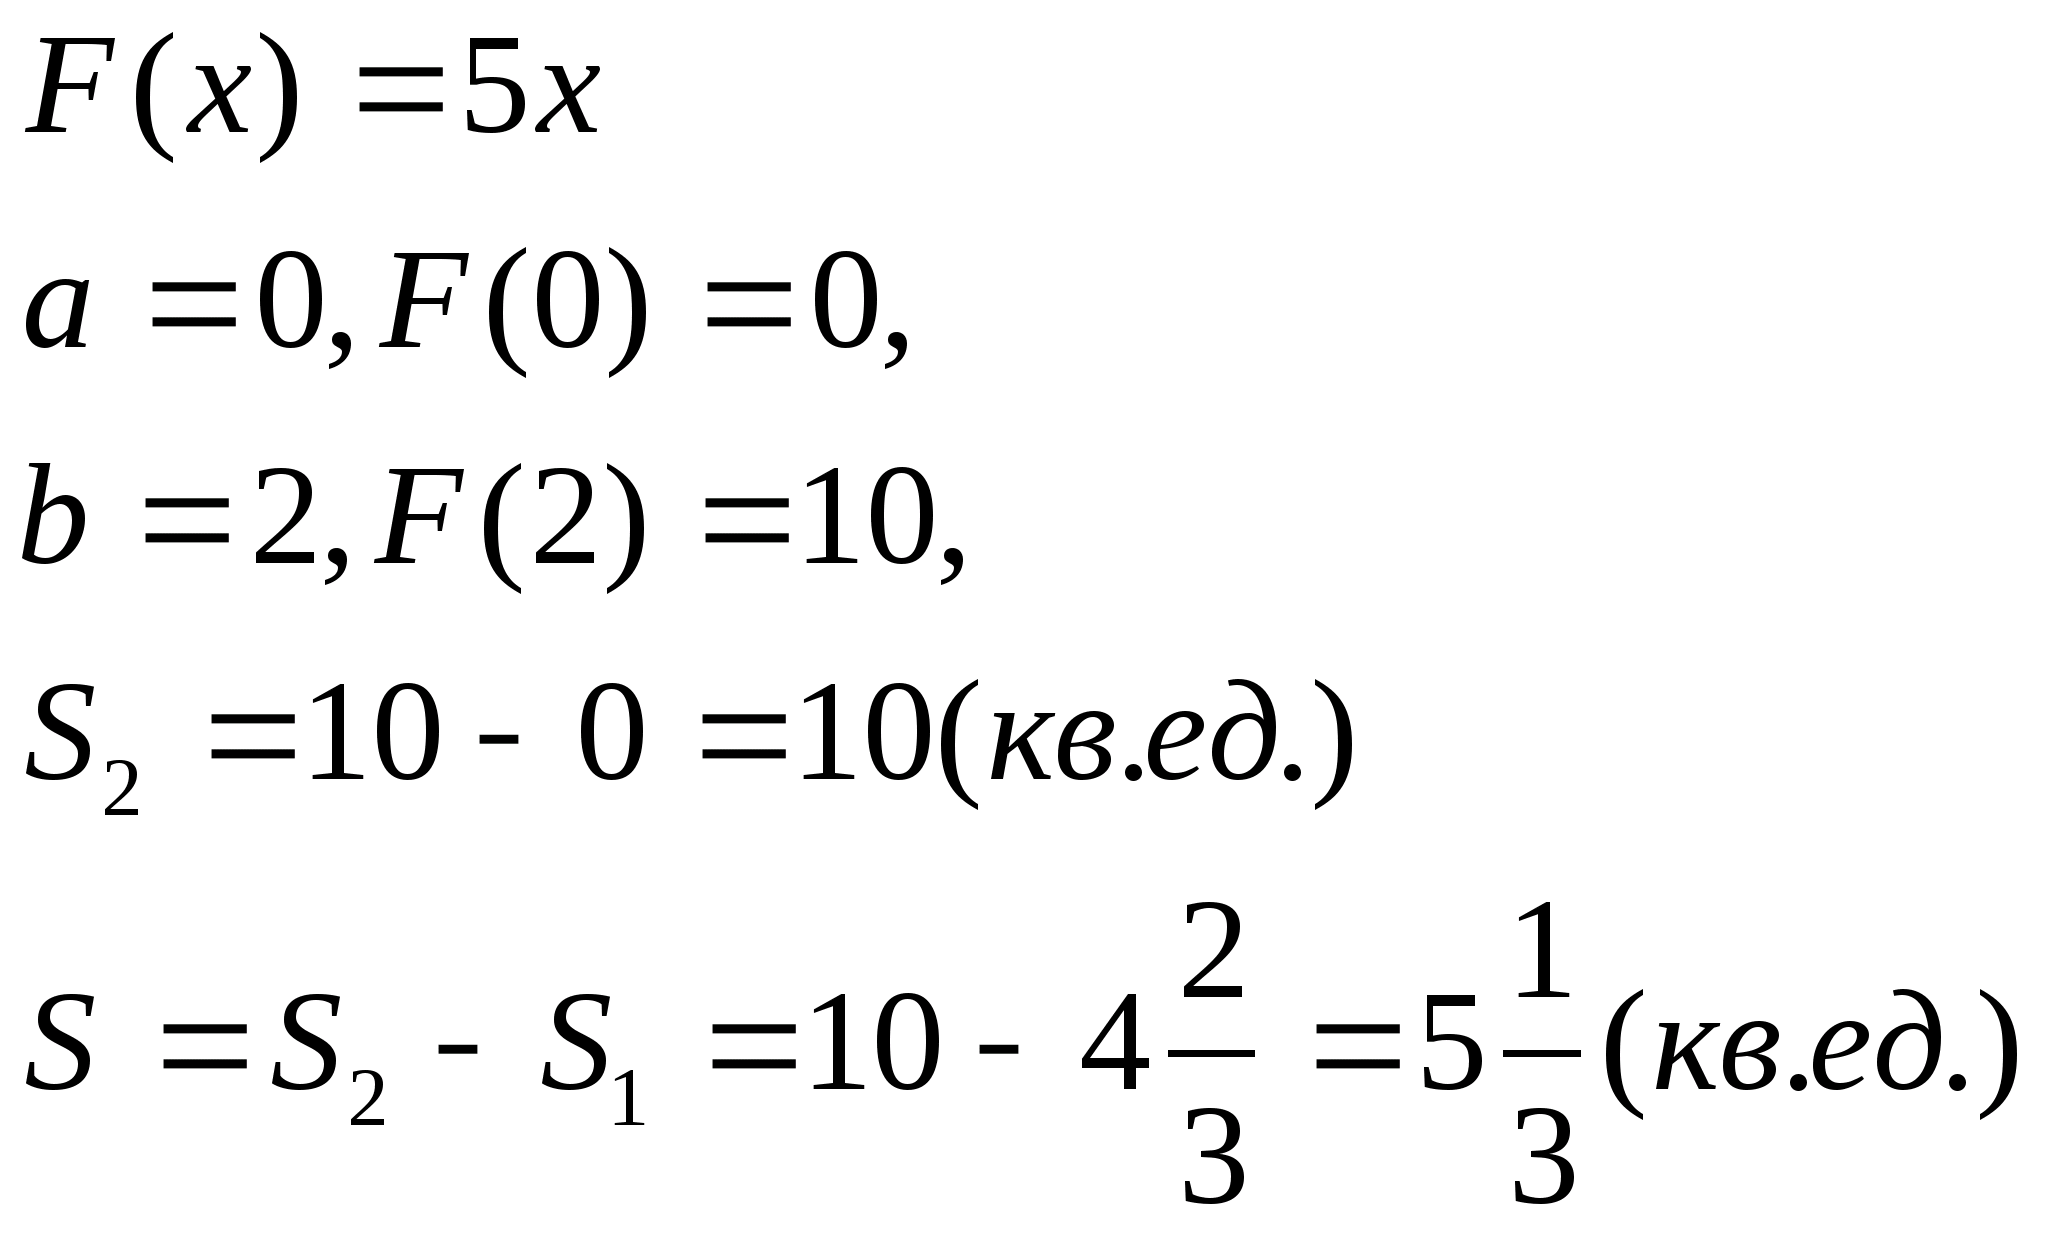 F(x) = 5x
a = 0, F(0) = 0,
b = 2, F(2) = 10,
S₂ = 10 - 0 = 10(кв.ед.)
S = S₂ - S₁ = 10 - 4 2/3 = 5 1/3 (кв.ед.)